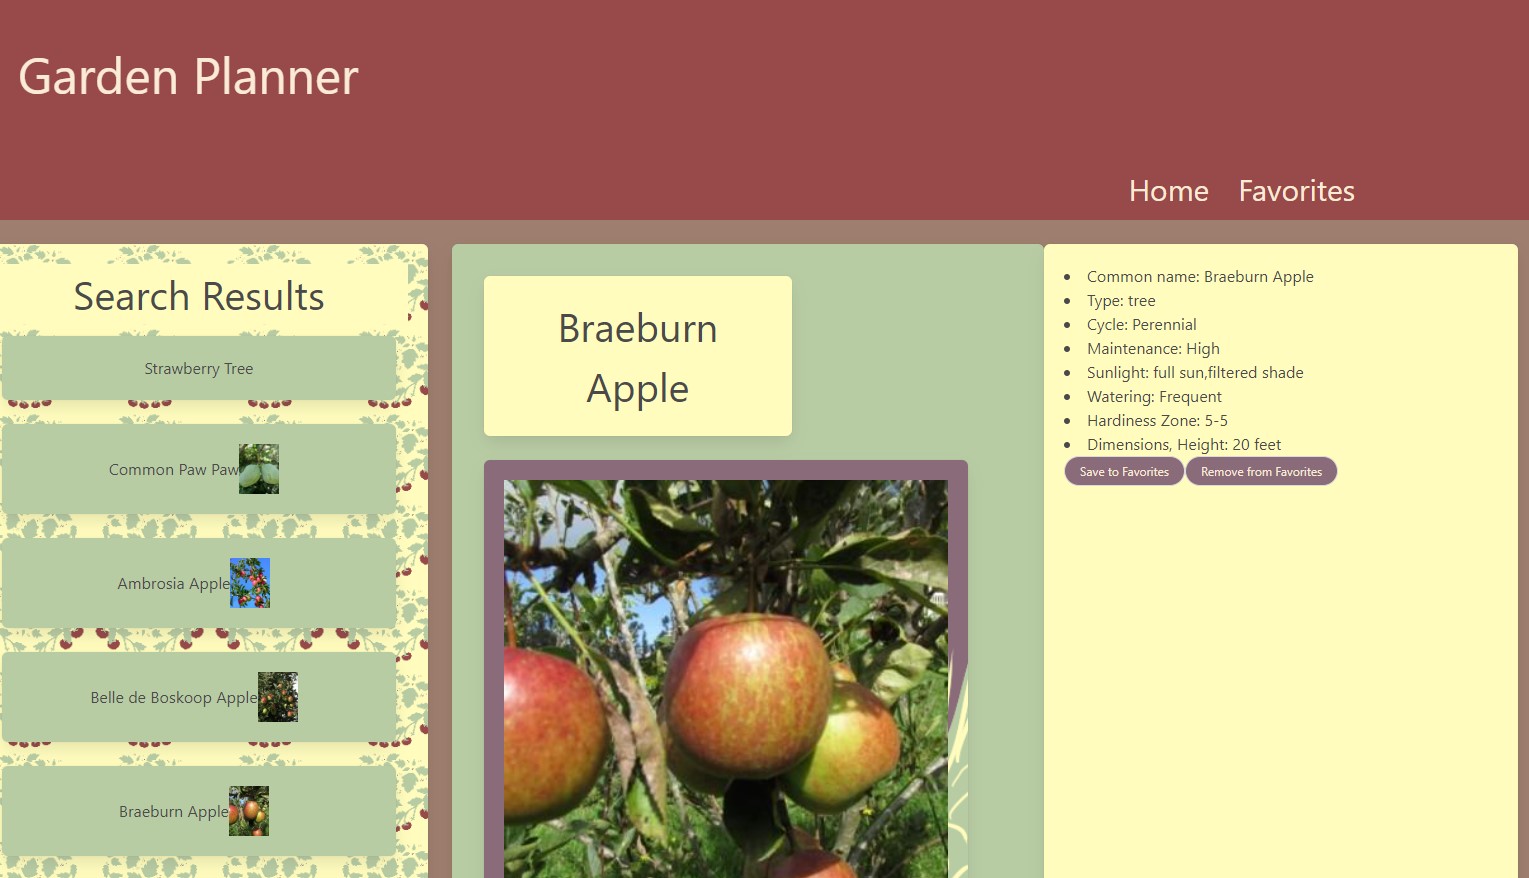 Garden Planner
Home Favorites
Search Results
Strawberry Tree
Common Paw Paw
Ambrosia Apple
Belle de Boskoop Apple
Braeburn Apple
Braeburn
Apple
Common name: Braeburn Apple
Type: tree
Cycle: Perennial
Maintenance: High
Sunlight: full sun,filtered shade
Watering: Frequent
Hardiness Zone: 5-5
Dimensions, Height: 20 feet
Save to Favorites Remove from Favorites